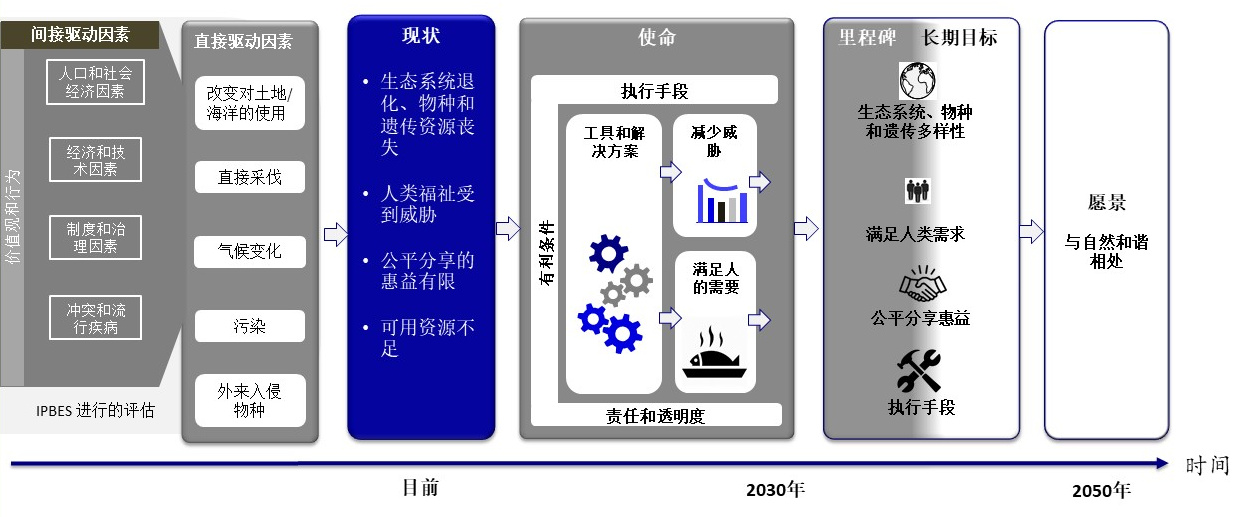 间接驱动因素
价值观和行为
人口和社会
经济因素
经济和技
术因素
制度和治
理因素
冲突和流
行疾病
IPBES 进行的评估
直接驱动因素
改变对土地/
海洋的使用
直接采伐
气候变化
污染
外来入侵
物种
现状
• 生态系统退
化、物种和
遗传资源丧
失
• 人类福祉受
到威胁
• 公平分享的
惠益有限
• 可用资源不
足
使命
执行手段
有利条件
工具和解
决方案
减少威
胁
满足人
的需要
责任和透明度
里程碑 长期目标
生态系统、物种
和遗传多样性
满足人类需求
公平分享惠益
执行手段
愿景
与自然和谐
相处
时间
目前
2030年
2050年